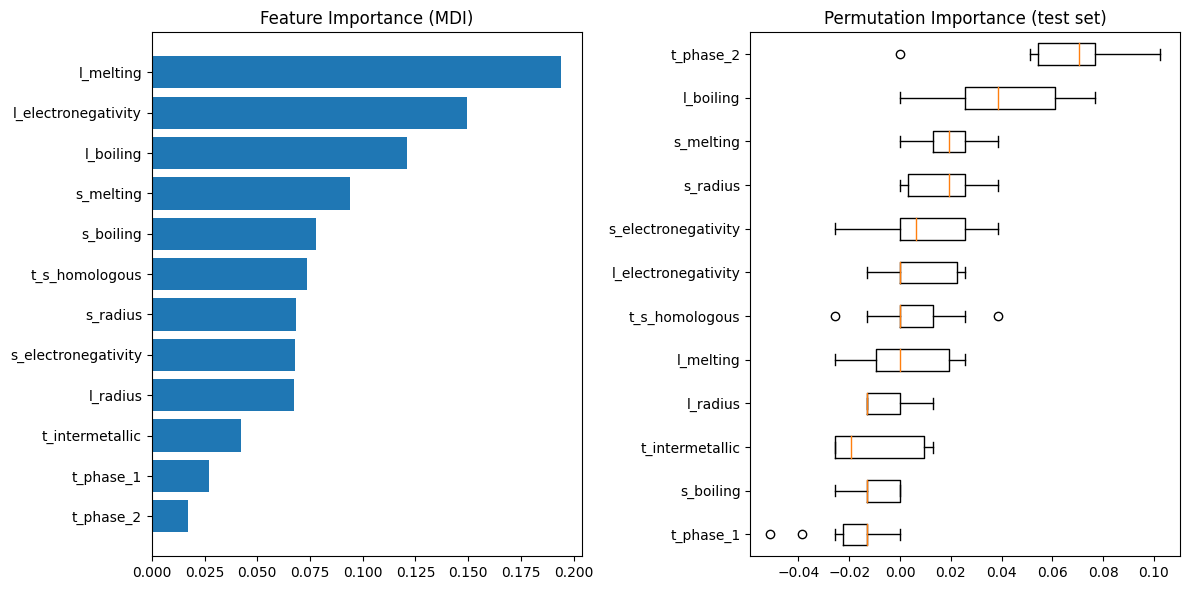 Feature Importance (MDI)
l_melting
l_electronegativity
l_boiling
s_melting
s_boiling
t_s_homologous
s_radius
s_electronegativity
l_radius
t_intermetallic
t_phase_1
t_phase_2
0.000 0.025 0.050 0.075 0.100 0.125 0.150 0.175 0.200
Permutation Importance (test set)
t_phase_2
l_boiling
s_melting
s_radius
s_electronegativity
l_electronegativity
t_s_homologous
l_melting
l_radius
t_intermetallic
s_boiling
t_phase_1
−0.04 −0.02 0.00 0.02 0.04 0.06 0.08 0.10